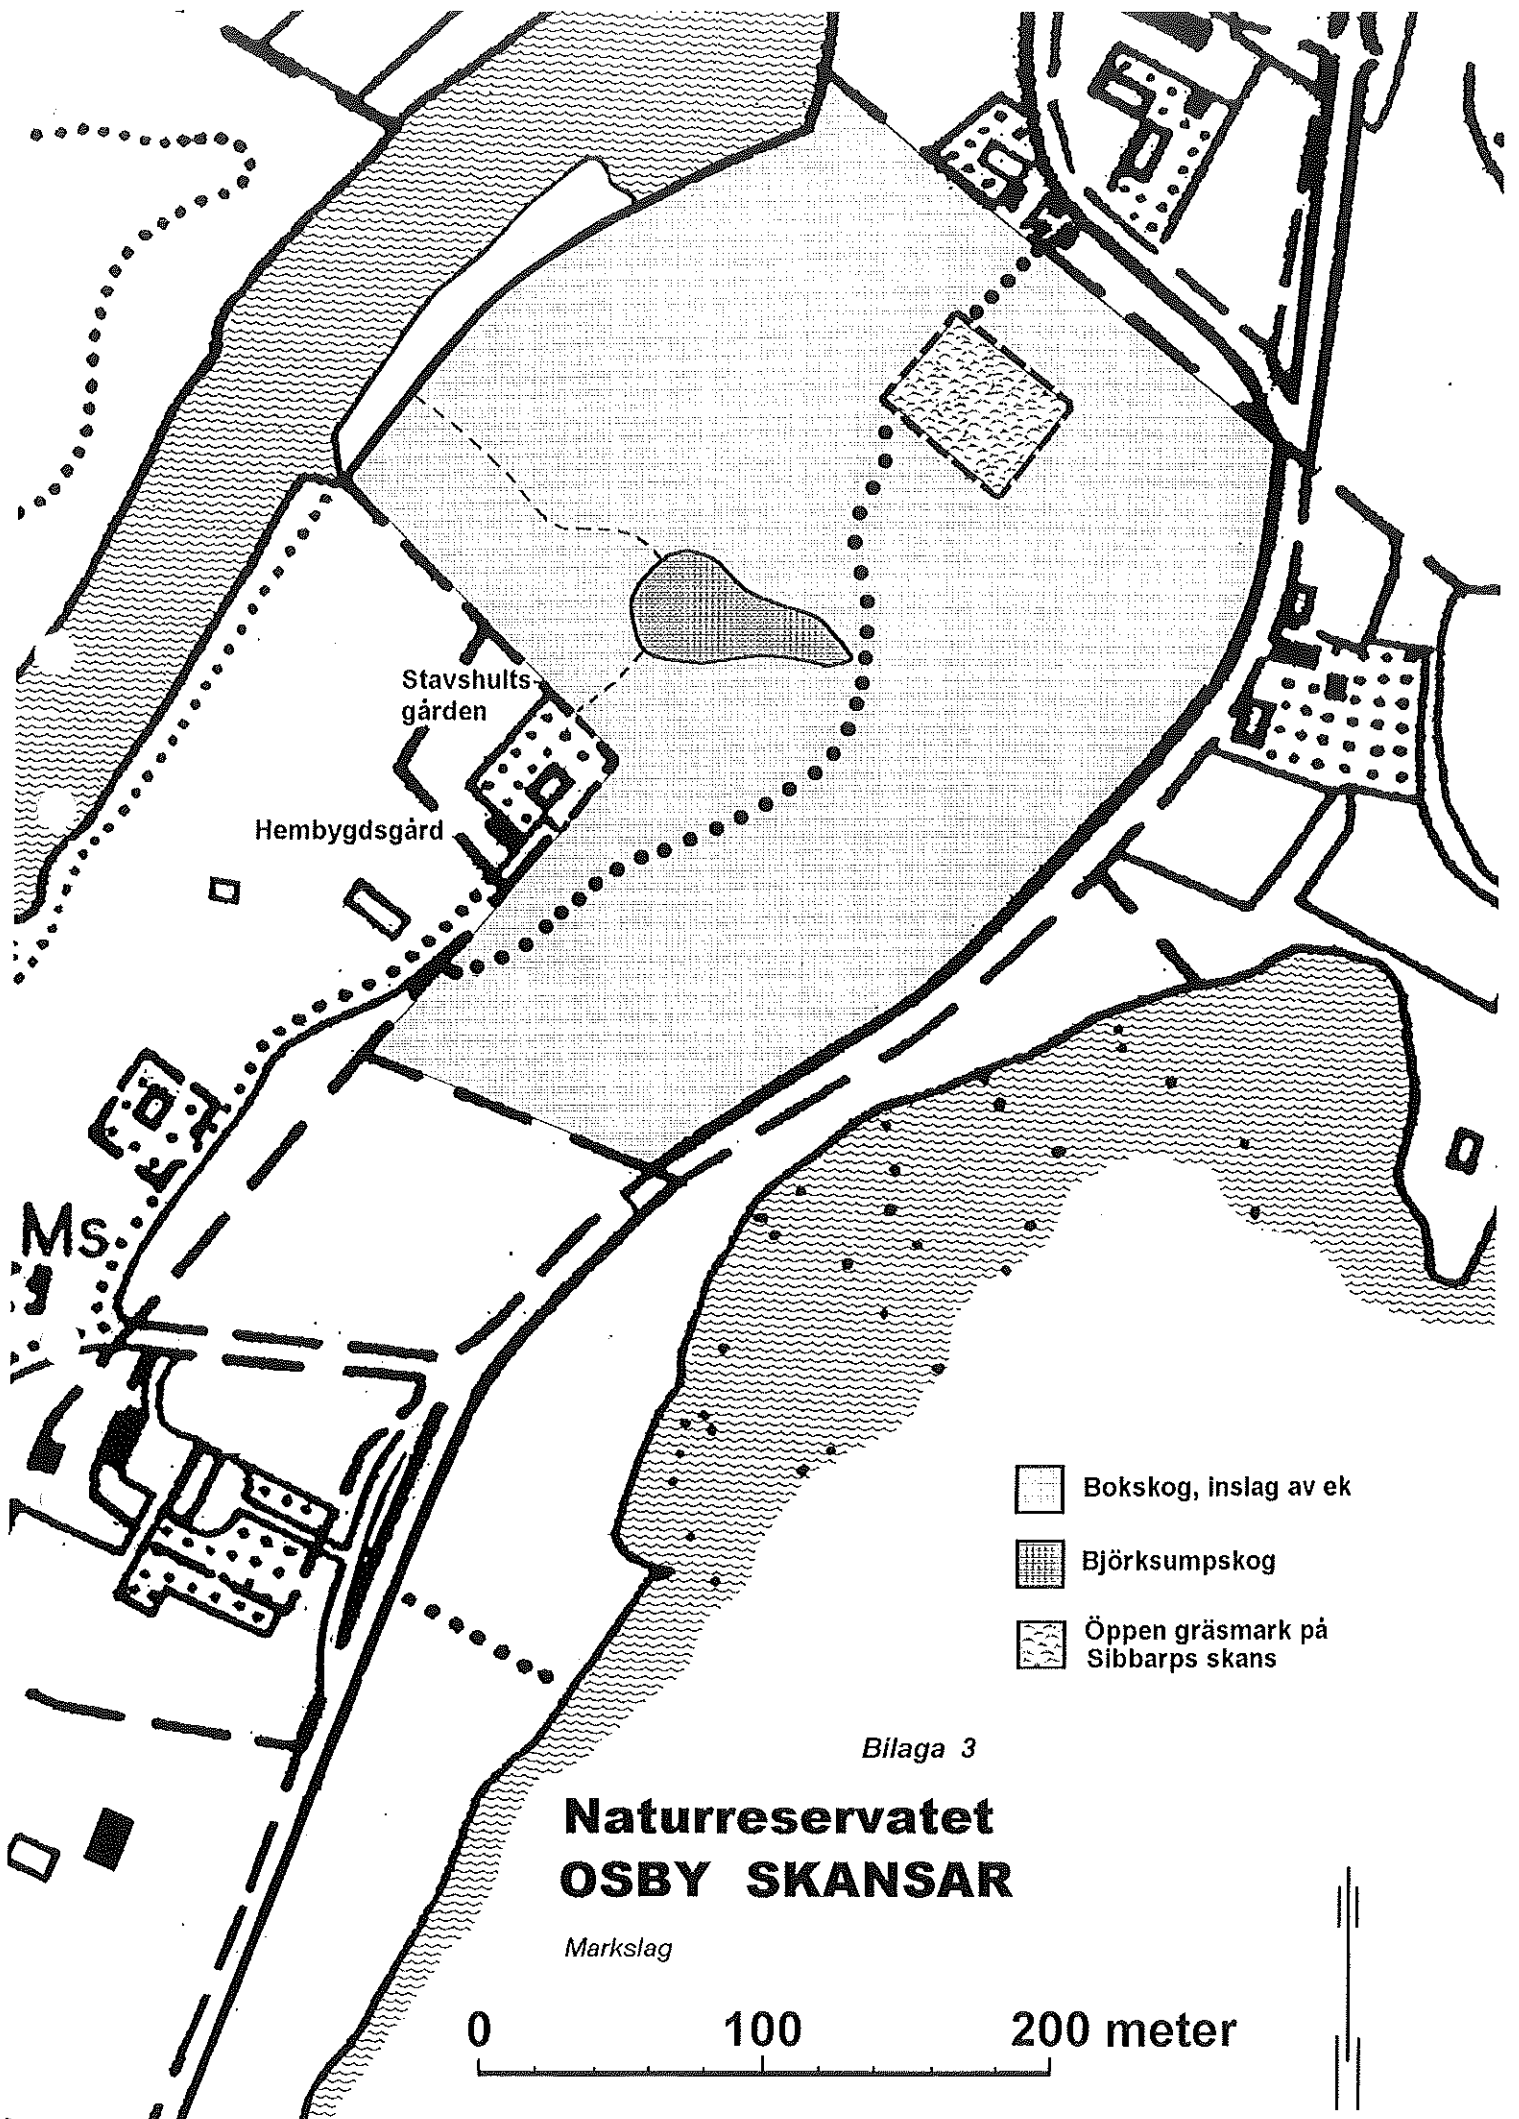 Stavshults-
gården
Hembygdsgård
Ms
Bokskog, inslag av ek
Björksumpskog
Öppen gräsmark på
Sibbarps skans
Bilaga 3
Naturreservatet
OSBY SKANSAR
Markslag
0 100 200 meter